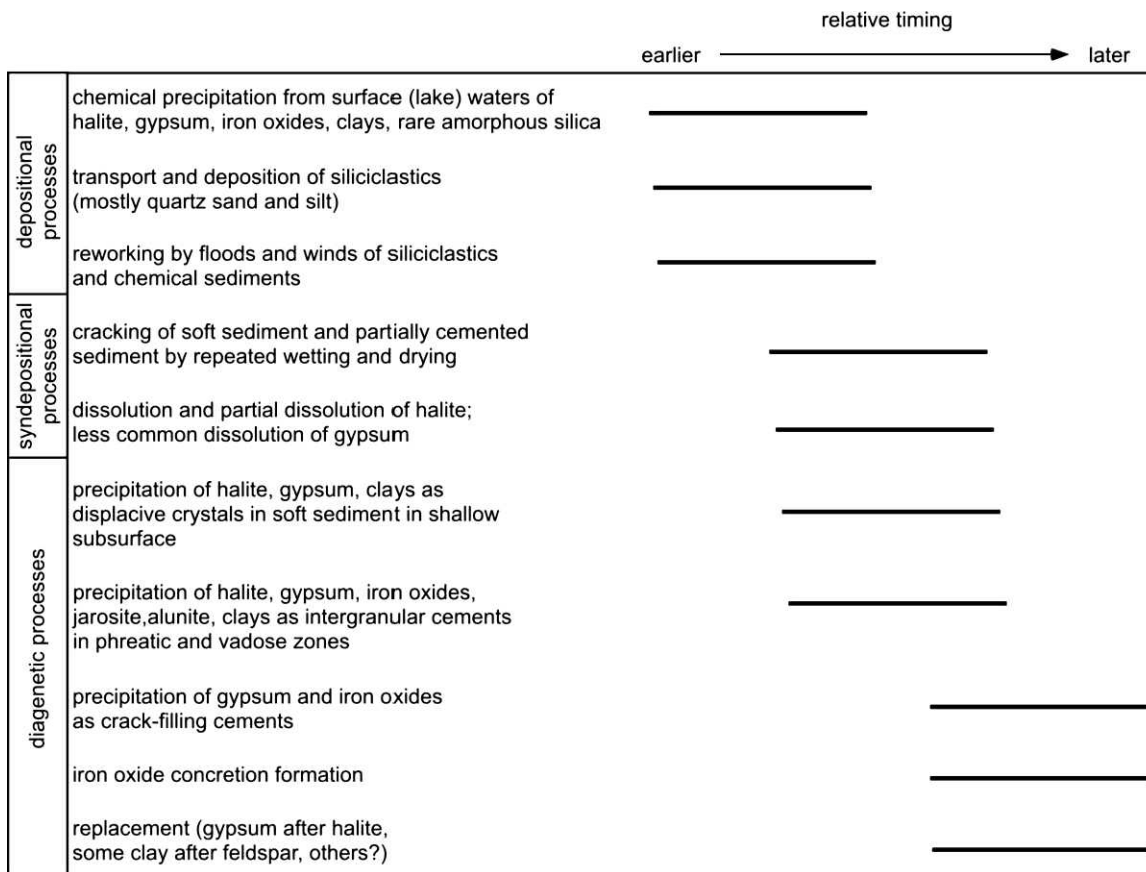 relative timing
earlier
later
depositional
processes
chemical precipitation from surface (lake) waters of
halite, gypsum, iron oxides, clays, rare amorphous silica
transport and deposition of siliciclastics
(mostly quartz sand and silt)
reworking by floods and winds of siliciclastics
and chemical sediments
syndepositional
processes
cracking of soft sediment and partially cemented
sediment by repeated wetting and drying
dissolution and partial dissolution of halite;
less common dissolution of gypsum
diagenetic processes
precipitation of halite, gypsum, clays as
displacive crystals in soft sediment in shallow
subsurface
precipitation of halite, gypsum, iron oxides,
jarosite,alunite, clays as intergranular cements
in phreatic and vadose zones
precipitation of gypsum and iron oxides
as crack-filling cements
iron oxide concretion formation
replacement (gypsum after halite,
some clay after feldspar, others?)